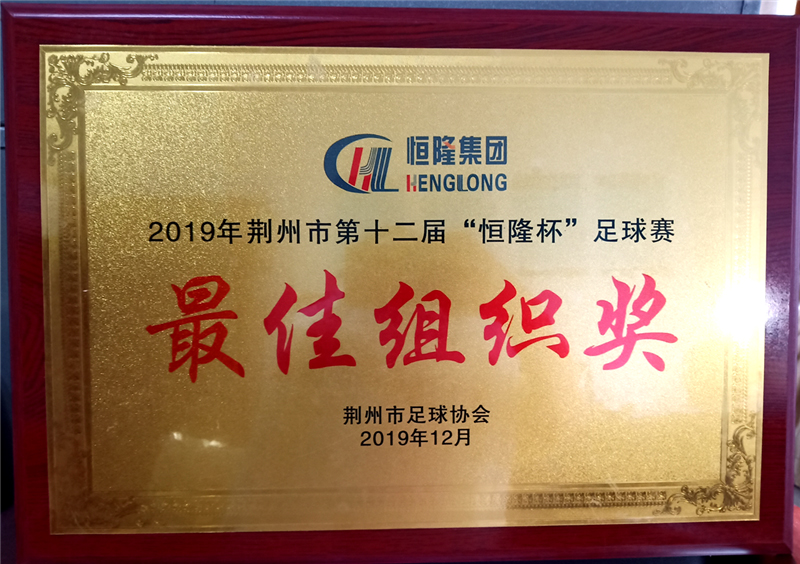 恒隆集团
HENGLONG
2019年荆州市第十二届“恒隆杯”足球赛
最佳组织奖
荆州市足球协会
2019年12月